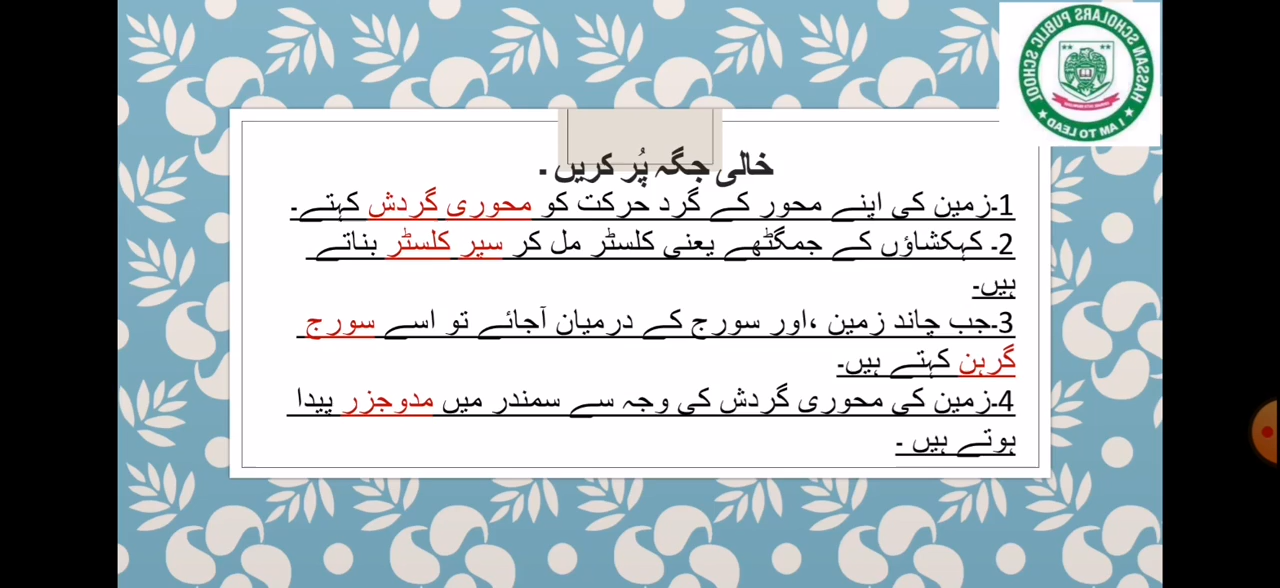 HASSAN SCHOLARS PUBLIC SCHOOL
I AM TO LEAD
خالی جگہ پُر کریں ۔
1۔زمین کی اپنے محور کے گرد حرکت کو محوری گردش کہتے۔
2۔ کہکشاؤں کے جمگٹھے یعنی کلسٹر مل کر سپر کلسٹر بناتے
ہیں۔
3۔جب چاند زمین ،اور سورج کے درمیان آجائے تو اسے سورج
گرہن کہتے ہیں۔
4۔زمین کی محوری گردش کی وجہ سے سمندر میں مدوجزر پیدا
ہوتے ہیں ۔